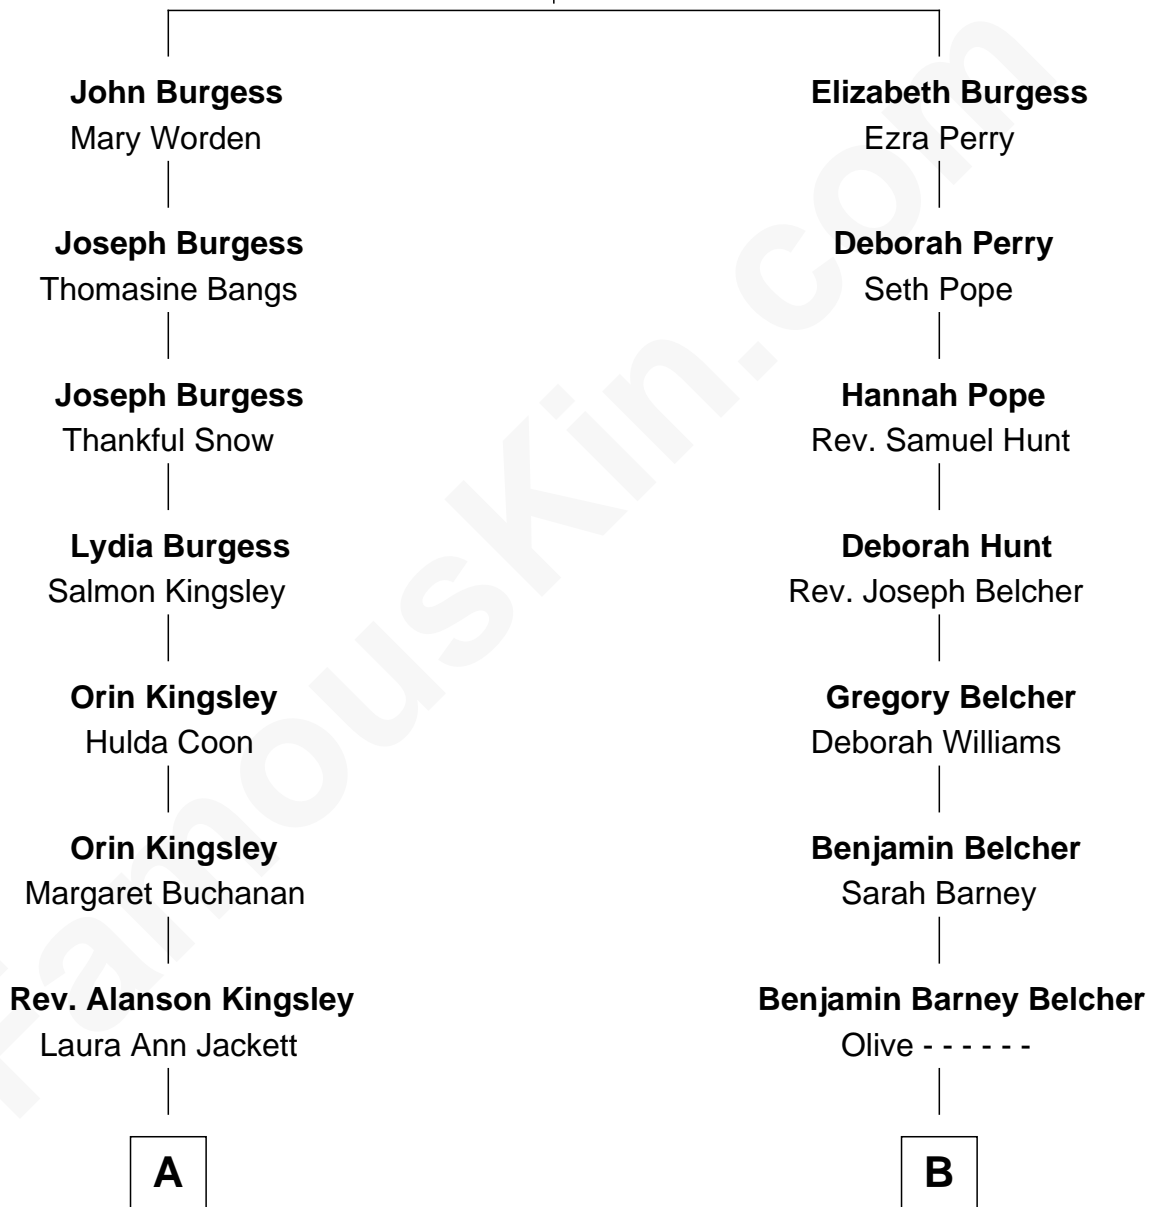 John Burgess
Mary Worden
Joseph Burgess
Thomasine Bangs
Joseph Burgess
Thankful Snow
Lydia Burgess
Salmon Kingsley
Orin Kingsley
Hulda Coon
Orin Kingsley
Margaret Buchanan
Rev. Alanson Kingsley
Laura Ann Jackett
A
Elizabeth Burgess
Ezra Perry
Deborah Perry
Seth Pope
Hannah Pope
Rev. Samuel Hunt
Deborah Hunt
Rev. Joseph Belcher
Gregory Belcher
Deborah Williams
Benjamin Belcher
Sarah Barney
Benjamin Barney Belcher
Olive - - - - - -
B
FamousKin.com